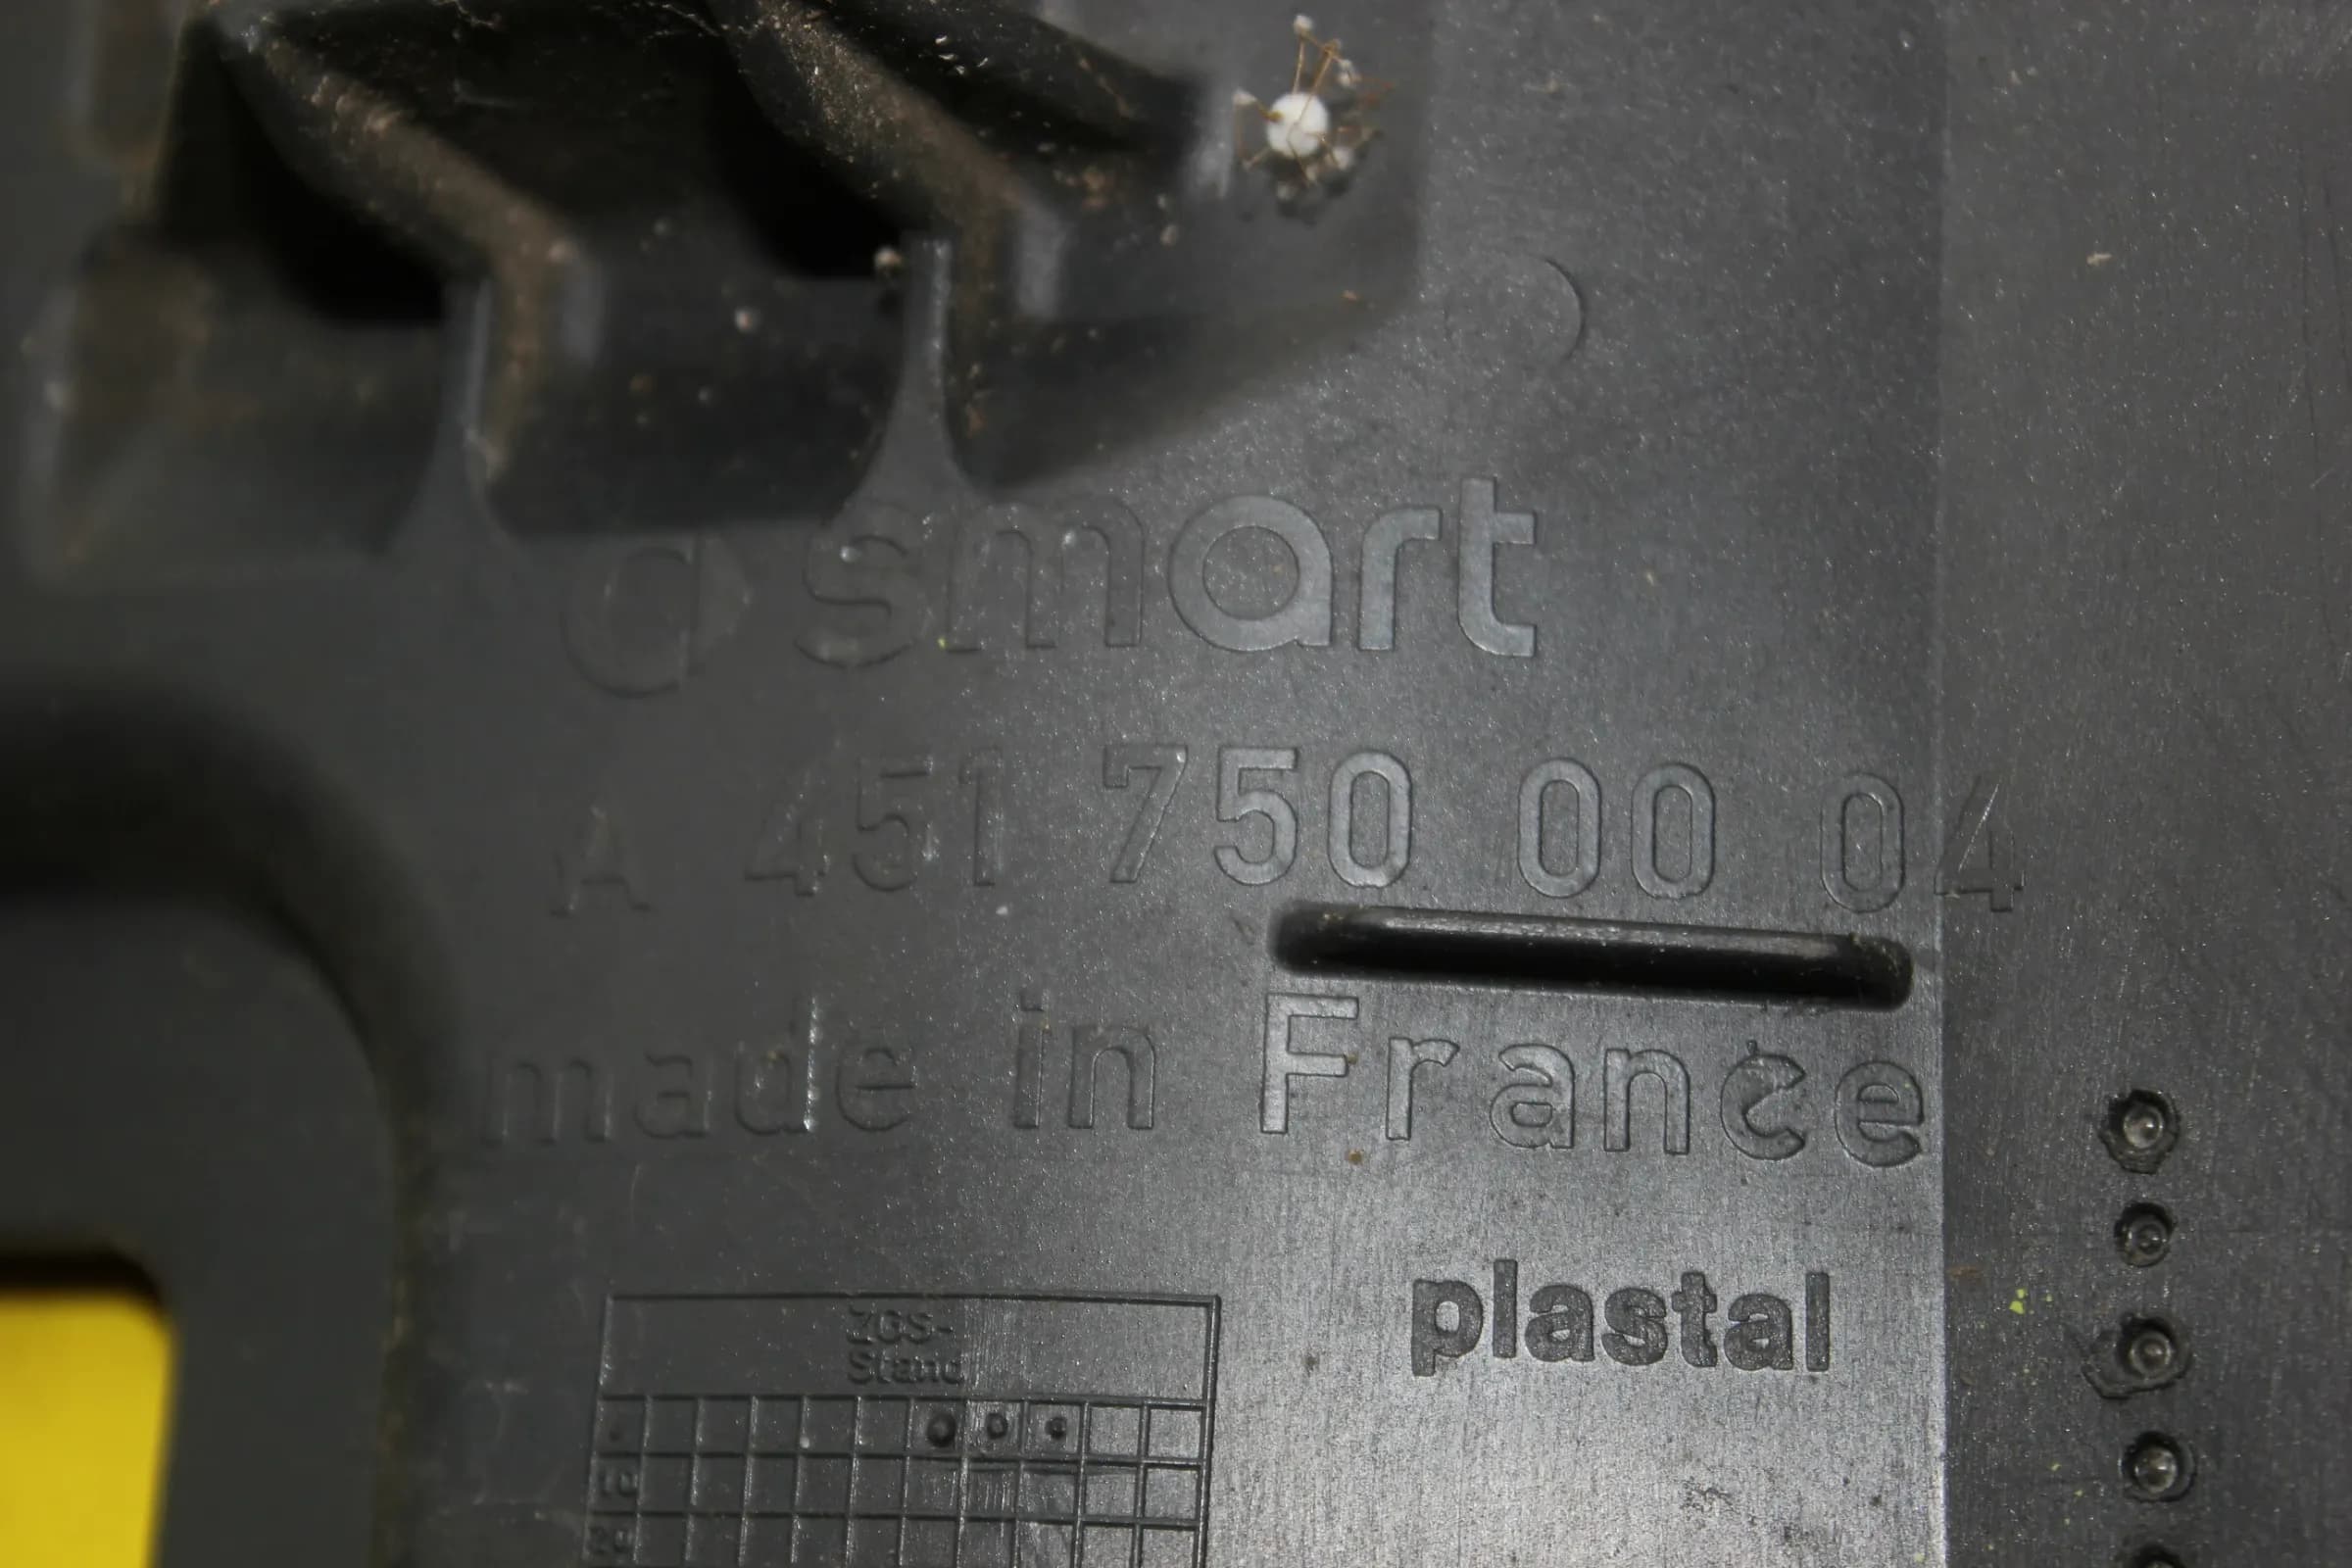 smart
A 451 750 00 04
made in France
plastal
ZGS-
Stand
10
20